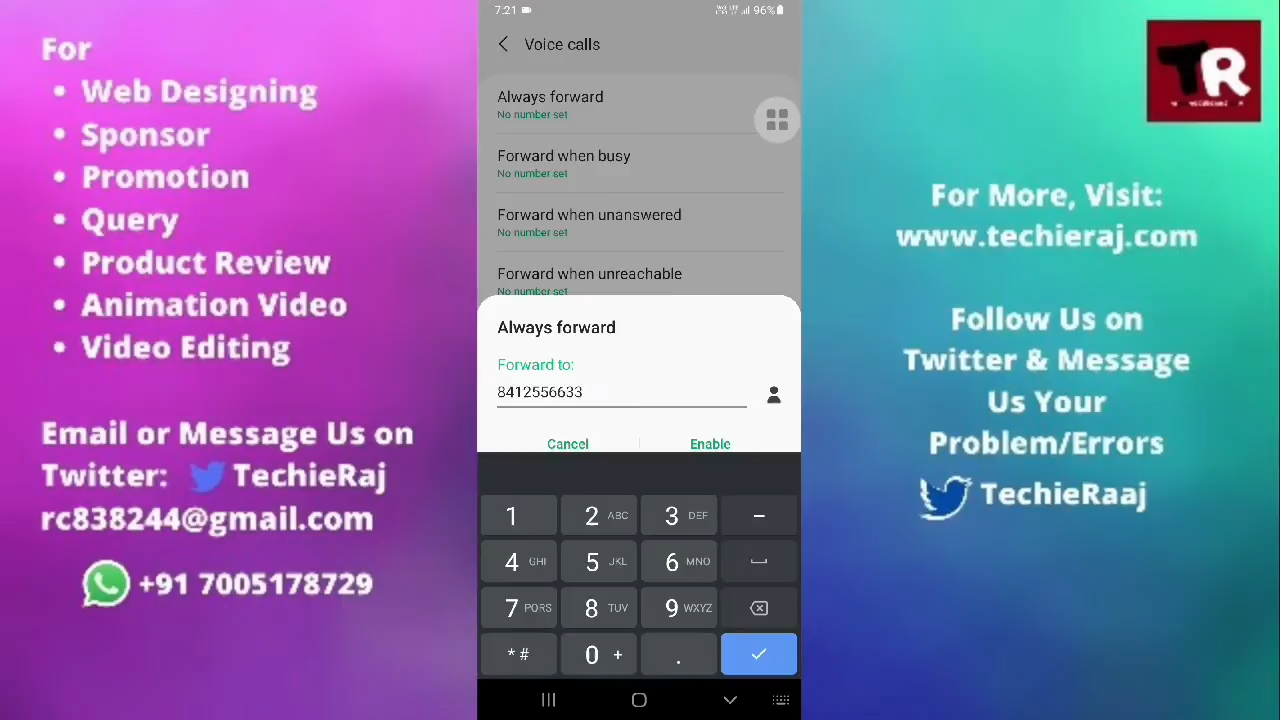 For
• Web Designing
• Sponsor
• Promotion
• Query
• Product Review
• Animation Video
• Video Editing
Email or Message Us on
Twitter: TechieRaj
rc838244@gmail.com
+91 7005178729
7:21
96%
Voice calls
Always forward
No number set
Forward when busy
No number set
Forward when unanswered
No number set
Forward when unreachable
No number set
Always forward
Forward to:
8412556633
Cancel Enable
1 2 ABC 3 DEF -
4 GHI 5 JKL 6 MNO
7 PQRS 8 TUV 9 WXYZ
* # 0 + .
TR
For More, Visit:
www.techieraj.com
Follow Us on
Twitter & Message
Us Your
Problem/Errors
TechieRaaj